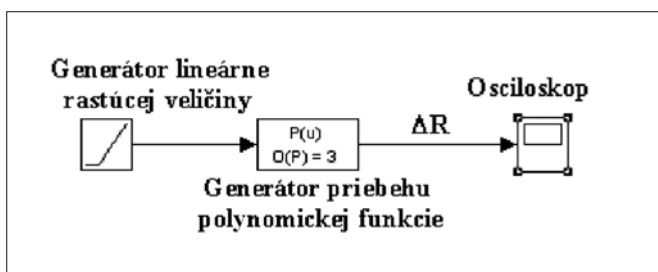 Generátor lineárne
rastúcej veličiny
Osciloskop
P(u)
O(P) = 3
ΔR
Generátor priebehu
polynomickej funkcie